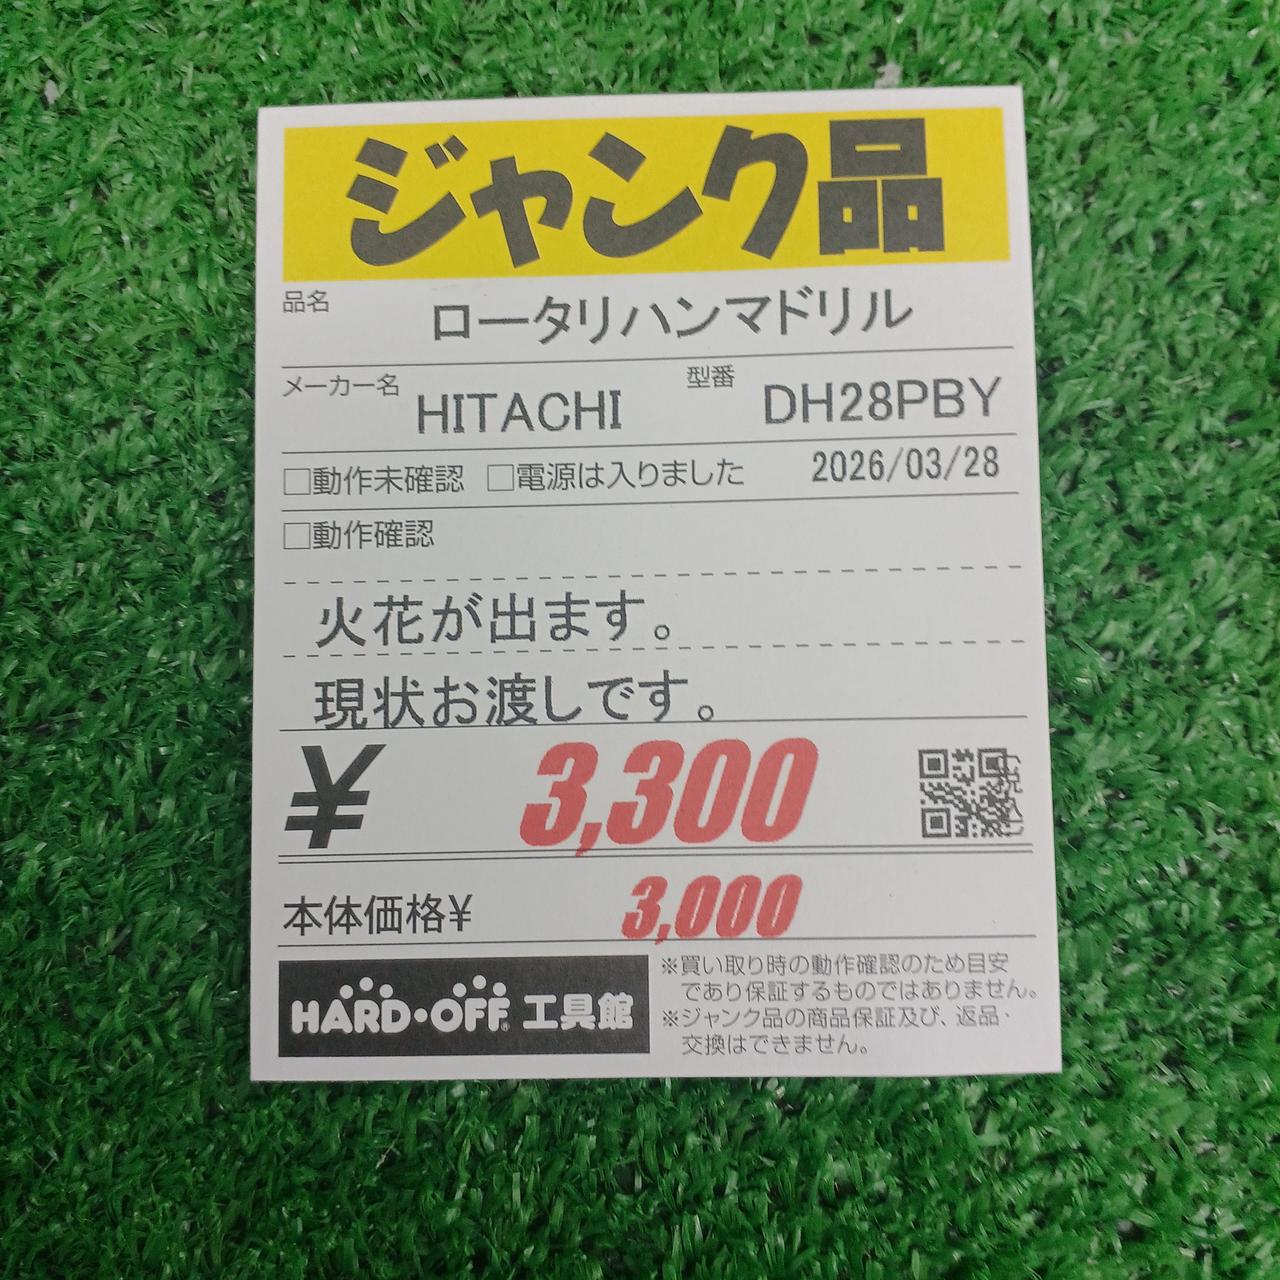 ジャンク品
品名 ロータリハンマドリル
メーカー名 HITACHI 型番 DH28PBY
□動作未確認 □電源は入りました 2026/03/28
□動作確認
火花が出ます。
現状お渡しです。
¥ 3,300
本体価格¥ 3,000
HARD・OFF® 工具館
※買い取り時の動作確認のため目安
であり保証するものではありません。
※ジャンク品の商品保証及び、返品・
交換はできません。